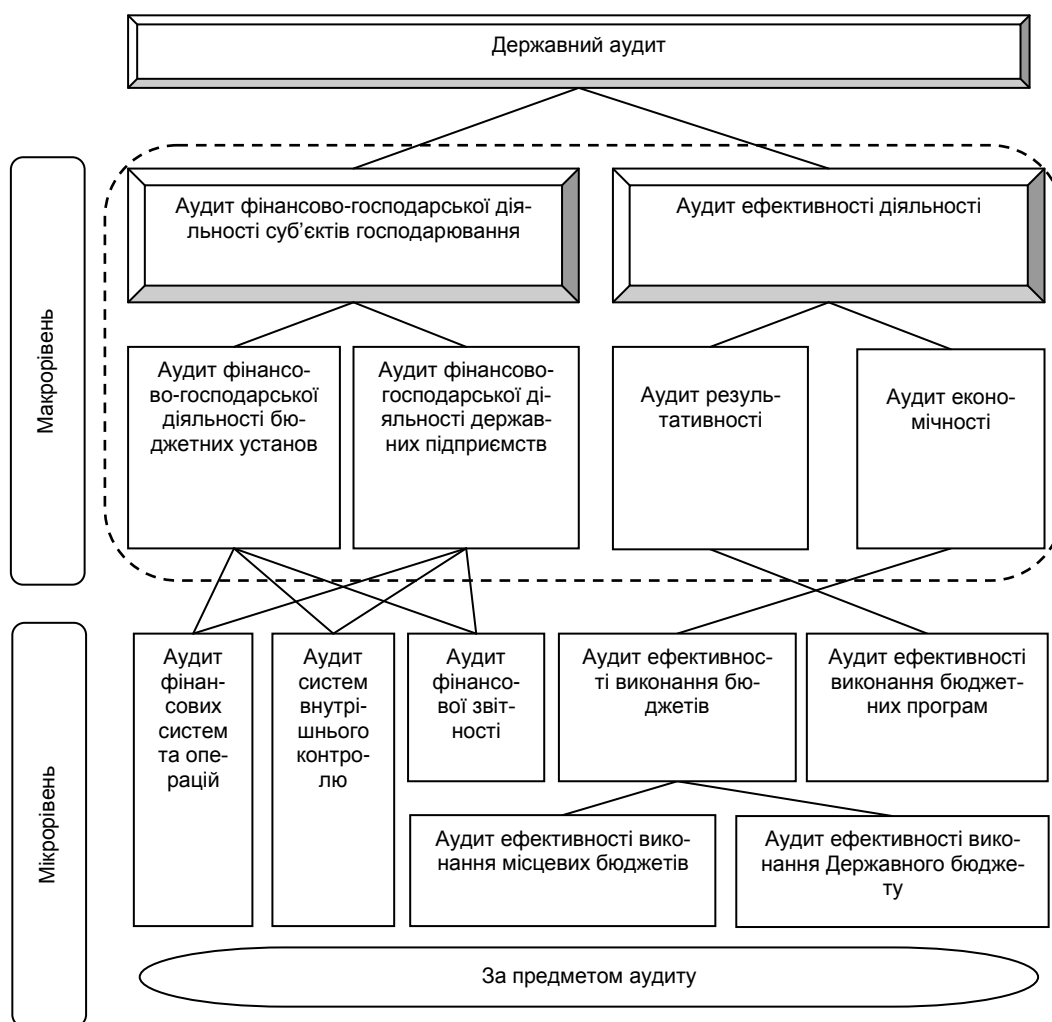 Державний аудит
Макрорівень
Аудит фінансово-господарської дія-
льності суб’єктів господарювання
Аудит ефективності діяльності
Аудит фінансо-
во-господарської
діяльності бю-
джетних установ
Аудит фінансово-
господарської ді-
яльності держав-
них підприємств
Аудит резуль-
тативності
Аудит еконо-
мічності
Мікрорівень
Аудит
фінан-
сових
систем
та опе-
рацій
Аудит
систем
внутрі-
шнього
контро-
лю
Аудит
фінансо-
вої звіт-
ності
Аудит ефективнос-
ті виконання бю-
джетів
Аудит ефективності
виконання бюджет-
них програм
Аудит ефективності вико-
нання місцевих бюджетів
Аудит ефективності вико-
нання Державного бюдже-
ту
За предметом аудиту